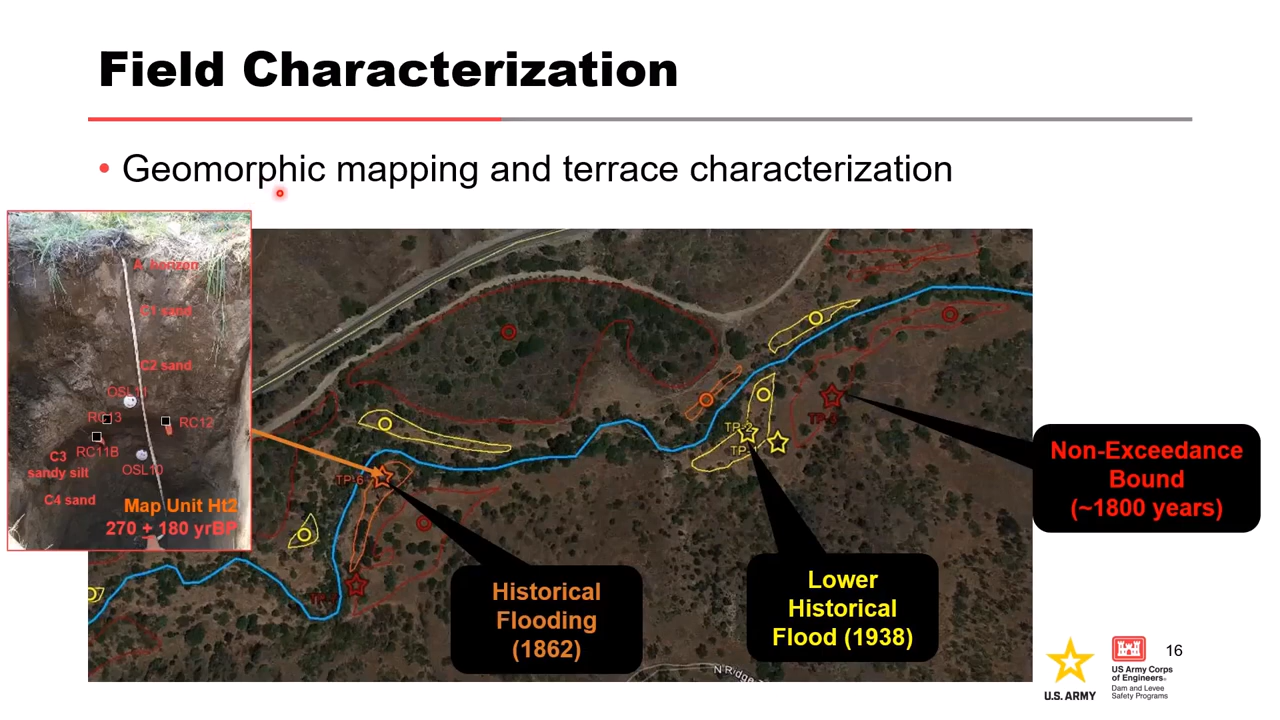 Field Characterization
• Geomorphic mapping and terrace characterization
A horizon
C1 sand
C2 sand
OSL11
RC13
RC12
RC11B
C3
sandy silt
OSL10
C4 sand
Map Unit Ht2
270 + 180 yrBP
TP-6
TP-2
Non-Exceedance
Bound
(~1800 years)
Historical
Flooding
(1862)
Lower
Historical
Flood (1938)
N Ridge
16
U.S. ARMY
US Army Corps
of Engineers®
Dam and Levee
Safety Programs